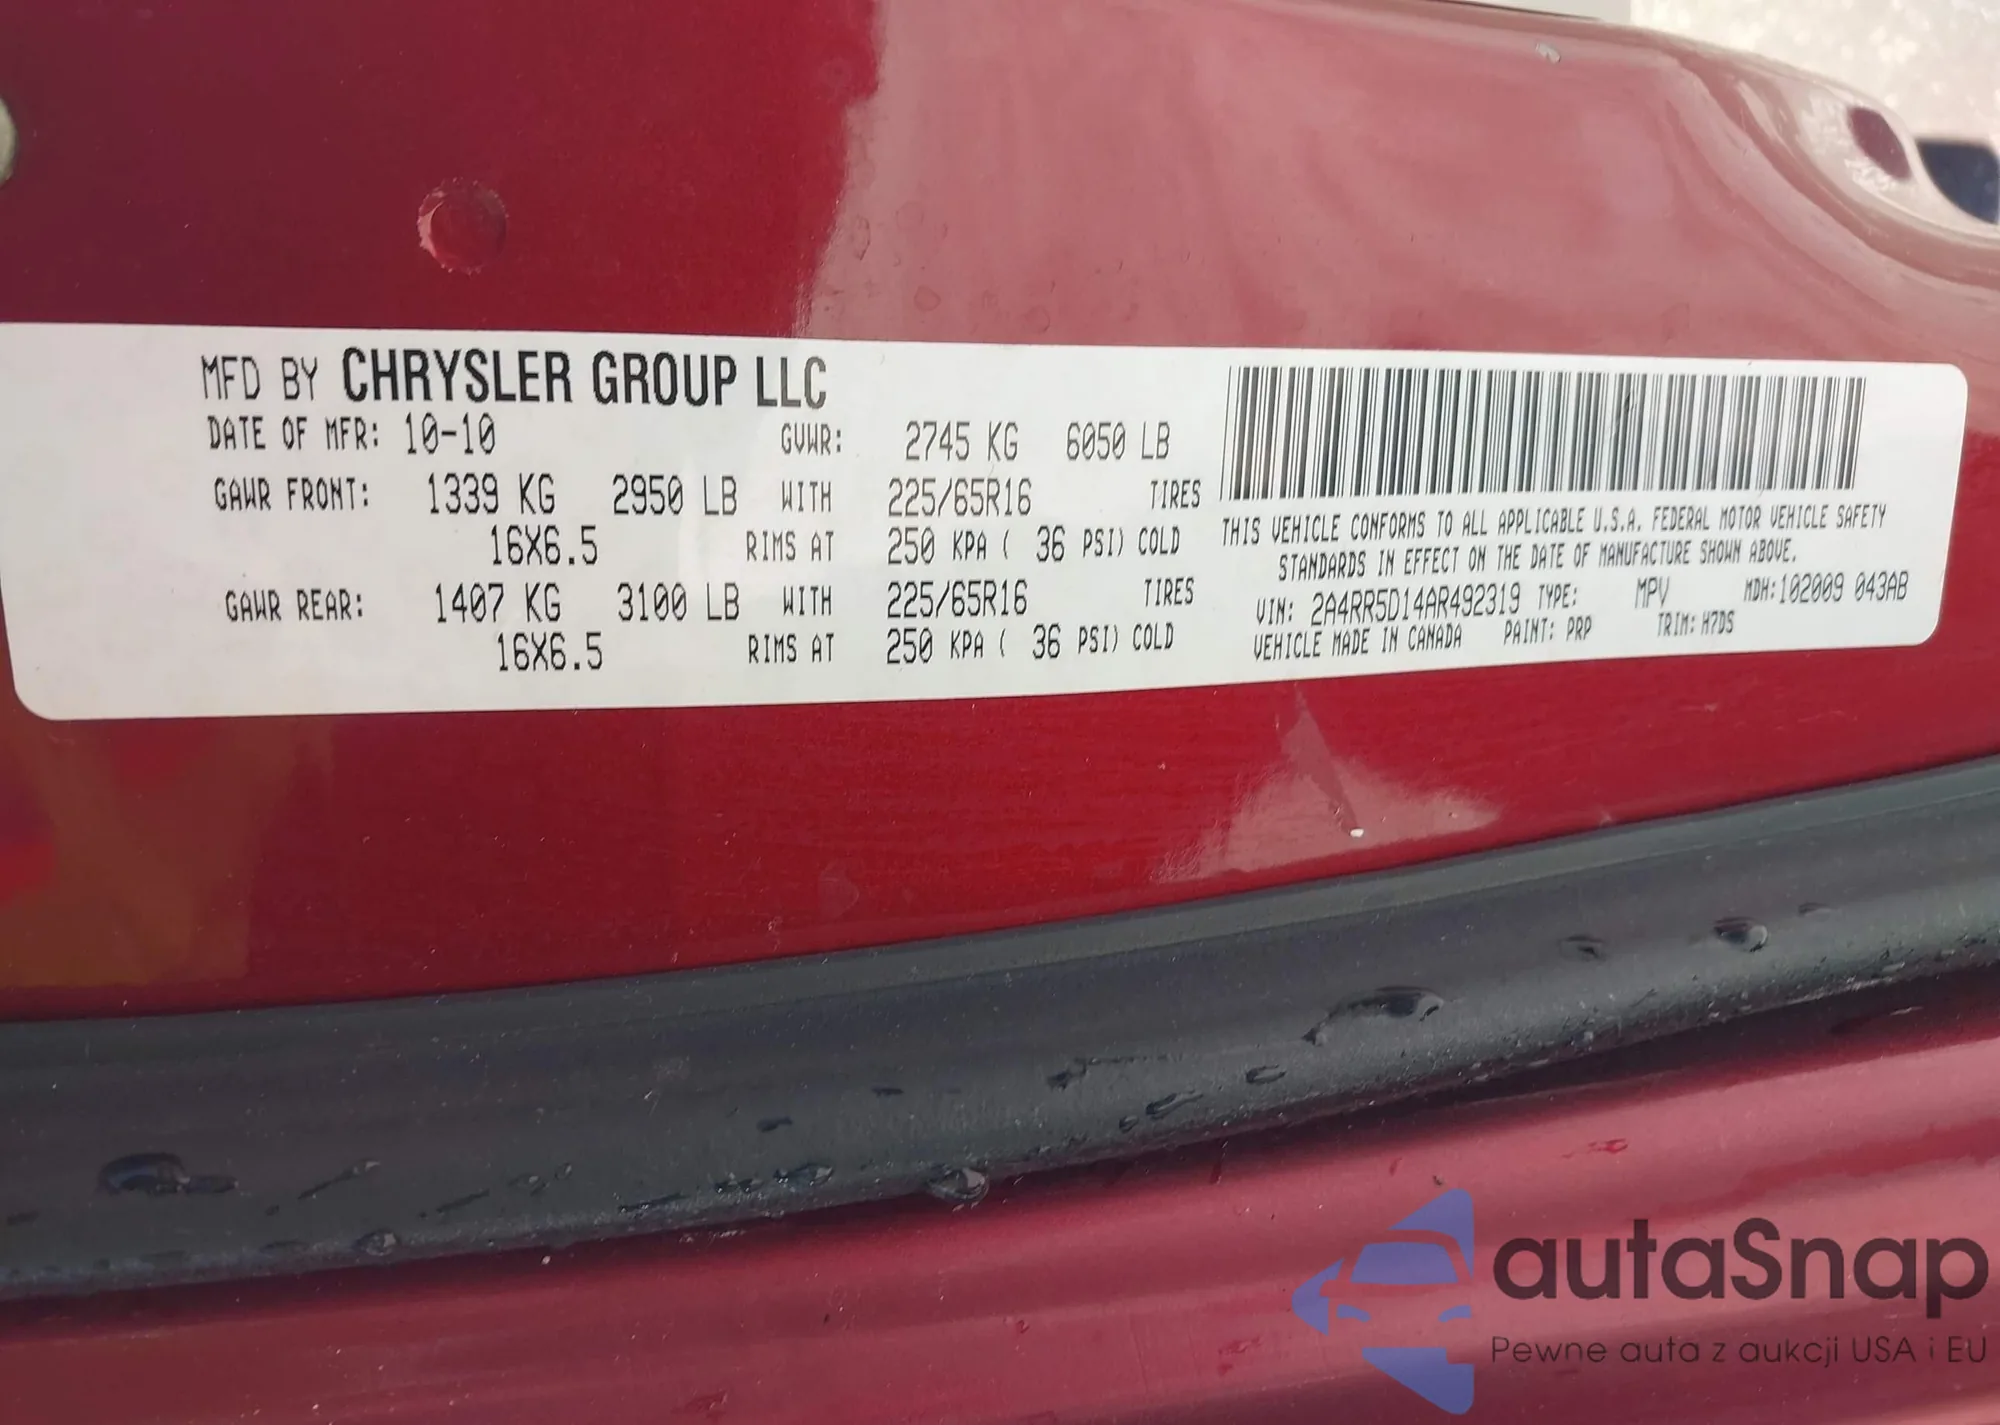 MFD BY CHRYSLER GROUP LLC
DATE OF MFR: 10-10 GVWR: 2745 KG 6050 LB
GAWR FRONT: 1339 KG 2950 LB WITH 225/65R16 TIRES
16X6.5 RIMS AT 250 KPA ( 36 PSI) COLD
GAWR REAR: 1407 KG 3100 LB WITH 225/65R16 TIRES
16X6.5 RIMS AT 250 KPA ( 36 PSI) COLD
THIS VEHICLE CONFORMS TO ALL APPLICABLE U.S.A. FEDERAL MOTOR VEHICLE SAFETY
STANDARDS IN EFFECT ON THE DATE OF MANUFACTURE SHOWN ABOVE.
VIN: 2A4RR5D14AR492319 TYPE: MPV MDH:102009 043AB
VEHICLE MADE IN CANADA PAINT: PRP TRIM: H7DS
autaSnap
Pewne auta z aukcji USA i EU